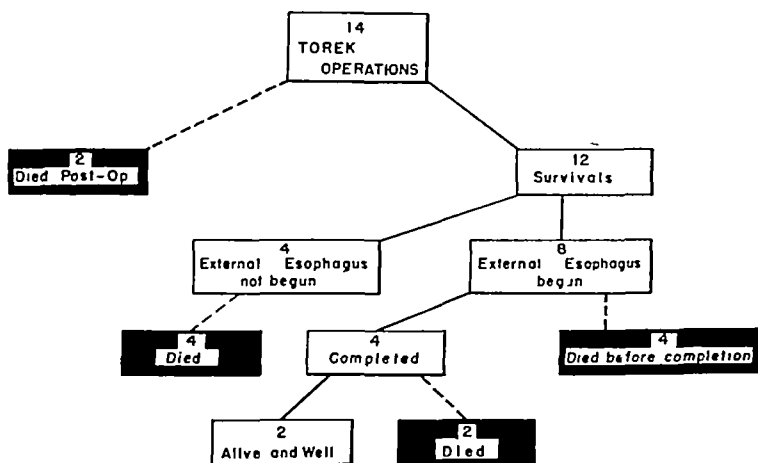 14
TOREK
OPERATIONS
2
Died Post-Op
12
Survivals
4
External Esophagus
not begun
8
External Esophagus
begun
4
Died
4
Completed
4
Died before completion
2
Alive and Well
2
Died